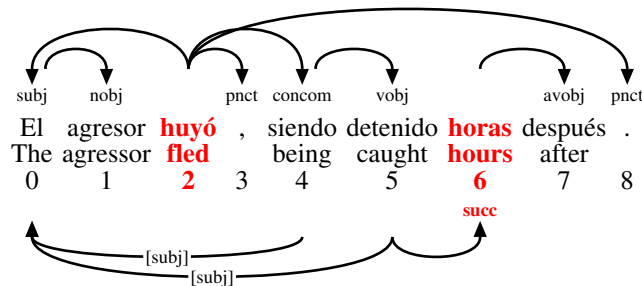 subj nobj pnct concom vobj avobj pnct
El agresor huyó , siendo detenido horas después .
The agressor fled being caught hours after
0 1 2 3 4 5 6 7 8
succ
[subj]
[subj]